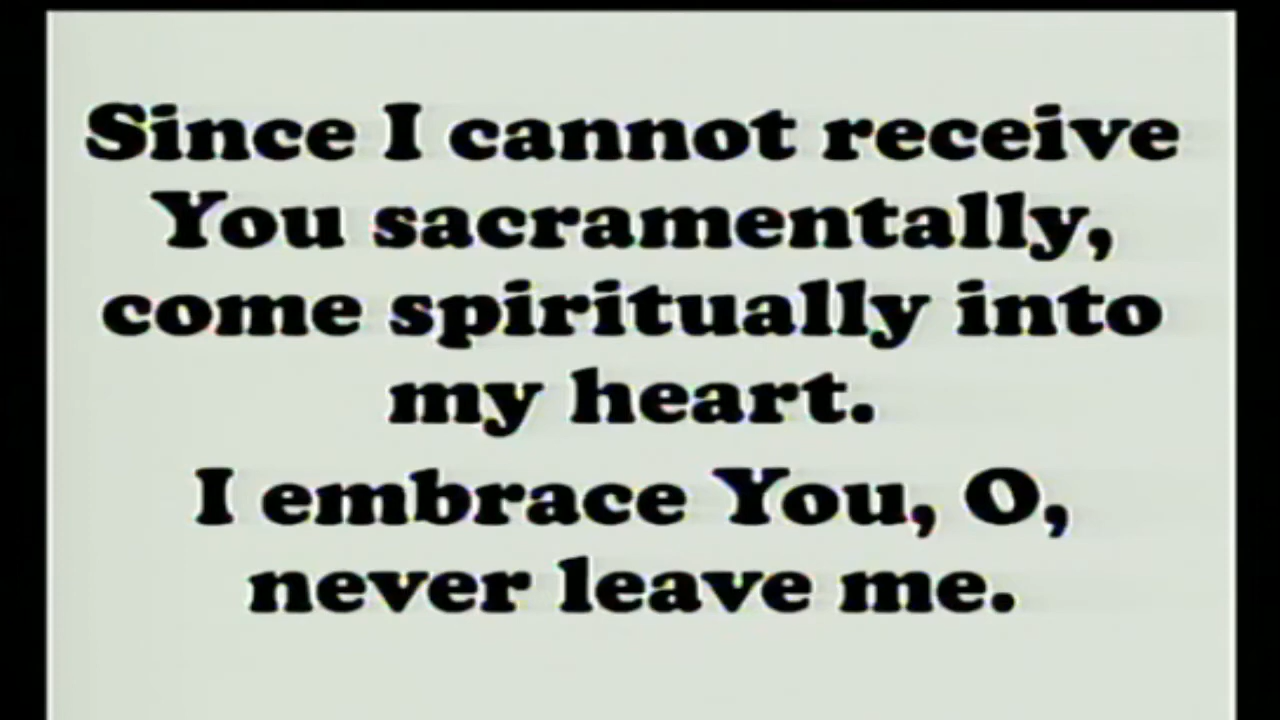 Since I cannot receive
You sacramentally,
come spiritually into
my heart.
I embrace You, O,
never leave me.